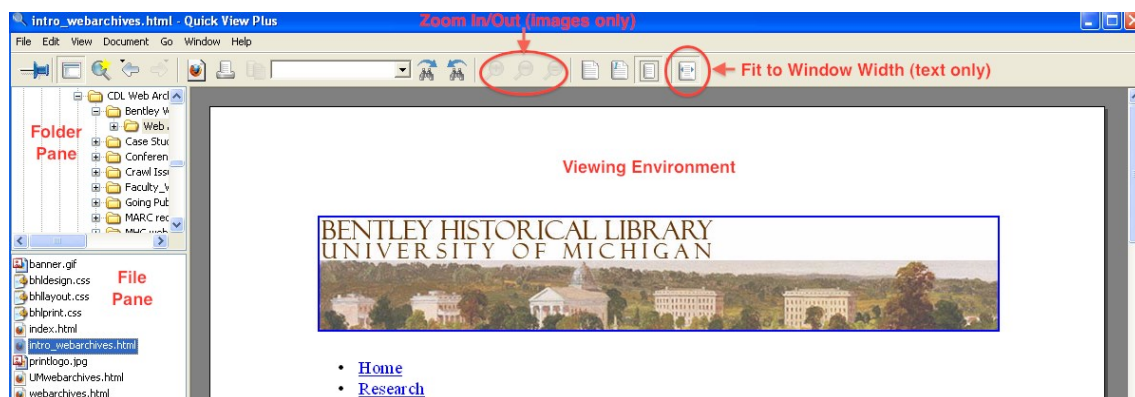 intro_webarchives.html - Quick View Plus
Zoom In/Out (Images only)
File Edit View Document Go Window Help
Fit to Window Width (text only)
CDL Web Arcl
Bentley W
Web
Case Stud
Conferen
Crawl Issu
Faculty_
Going Pub
MARC rec
MHC web
Folder
Pane
Viewing Environment
BENTLEY HISTORICAL LIBRARY
UNIVERSITY OF MICHIGAN
banner.gif
bhldesign.css
bhllayout.css
bhlprint.css
index.html
intro_webarchives.html
printlogo.jpg
UMwebarchives.html
webarchives.html
File
Pane
• Home
• Research